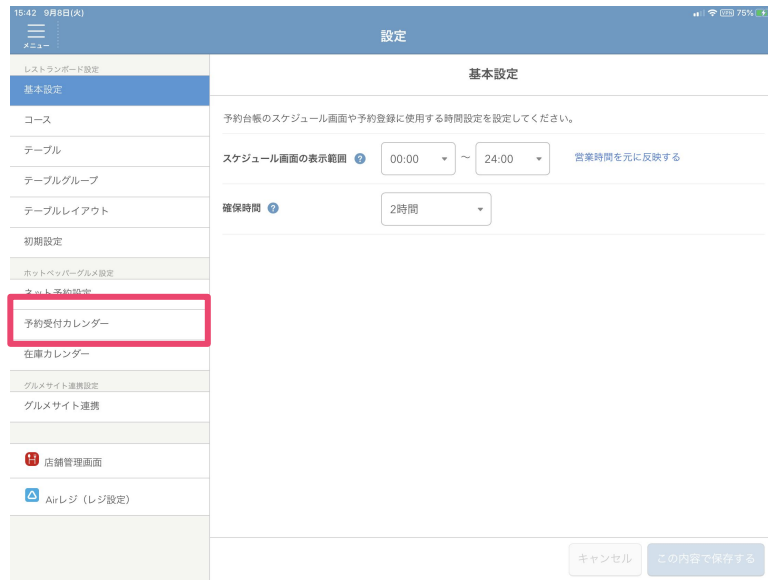 15:42 9月8日(火)
VPN 75%
メニュー
設定
レストランボード設定
基本設定
コース
テーブル
テーブルグループ
テーブルレイアウト
初期設定
ホットペッパーグルメ設定
ネット予約設定
予約受付カレンダー
在庫カレンダー
グルメサイト連携設定
グルメサイト連携
店舗管理画面
Airレジ（レジ設定）
基本設定
予約台帳のスケジュール画面や予約登録に使用する時間設定を設定してください。
スケジュール画面の表示範囲 ? 00:00 ~ 24:00 営業時間を元に反映する
確保時間 ? 2時間
キャンセル この内容で保存する